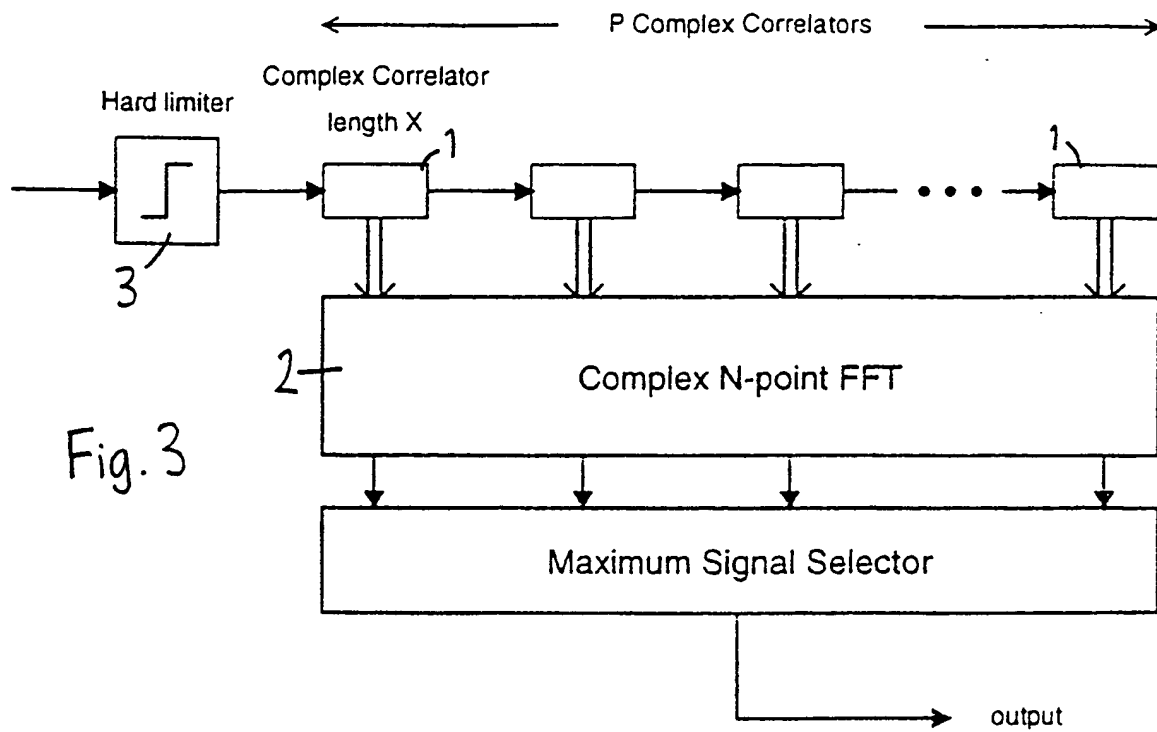 P Complex Correlators
Complex Correlator
Hard limiter
length X
1
1
3
2
Complex N-point FFT
Fig. 3
Maximum Signal Selector
output